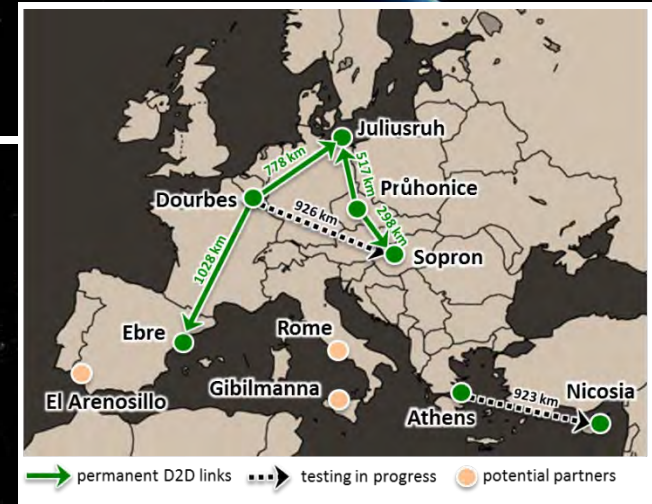 Juliusruh
778 km
517 km
Průhonice
Dourbes
926 km
298 km
Sopron
1028 km
Ebre
Rome
El Arenosillo
Gibilmanna
Athens
923 km
Nicosia
permanent D2D links
testing in progress
potential partners